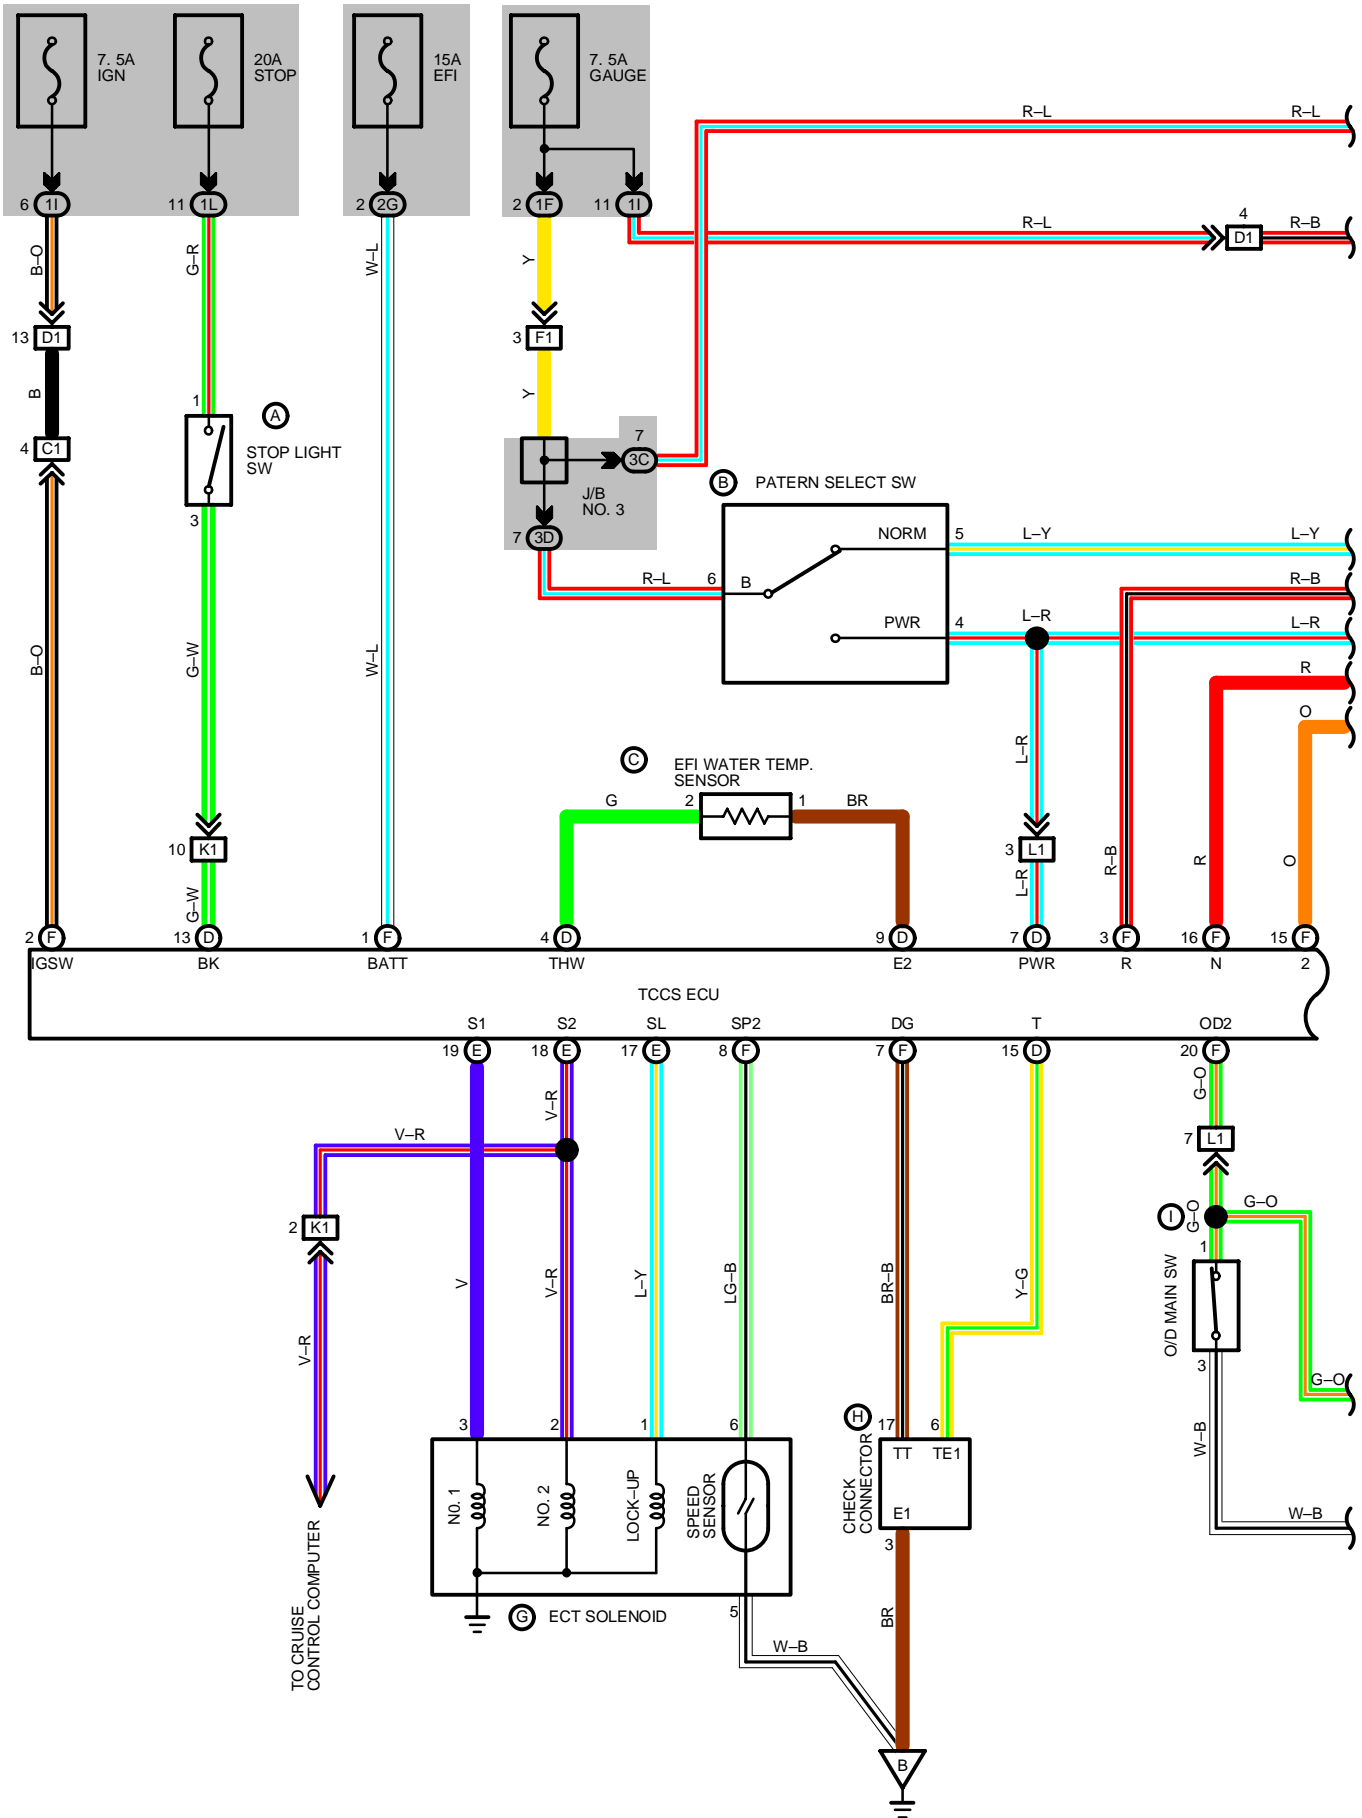 7. 5A
IGN
20A
STOP
15A
EFI
7. 5A
GAUGE
R–L
R–L
6 1I
11 1L
2 2G
2 1F
11 1I
R–L
4
D1
R–B
B–O
G–R
W–L
Y
13 D1
3 F1
B
Y
1
A
4 C1
STOP LIGHT
SW
7
3C
3
J/B
NO. 3
B PATERN SELECT SW
7 3D
NORM
5
L–Y
L–Y
R–L
6
B
R–B
PWR
4
L–R
L–R
B–O
G–W
W–L
R
O
L–R
C
EFI WATER TEMP.
SENSOR
G
2
1
BR
10 K1
3 L1
R–B
R
O
G–W
L–R
2 F
13 D
1 F
4 D
9 D
7 D
3 F
16 F
15 F
IGSW
BK
BATT
THW
E2
PWR
R
N
2
TCCS ECU
S1
S2
SL
SP2
DG
T
OD2
19 E
18 E
17 E
8 F
7 F
15 D
20 F
V–R
G–O
V–R
7 L1
2 K1
I
G–O
G–O
1
V
V–R
L–Y
LG–B
BR–B
Y–G
O/D MAIN SW
V–R
3
G–O
H
3
2
1
6
17
6
W–B
CHECK
CONNECTOR
TT
TE1
N0. 1
NO. 2
LOCK–UP
SPEED
SENSOR
E1
W–B
3
TO CRUISE
CONTROL COMPUTER
G ECT SOLENOID
5
BR
W–B
B